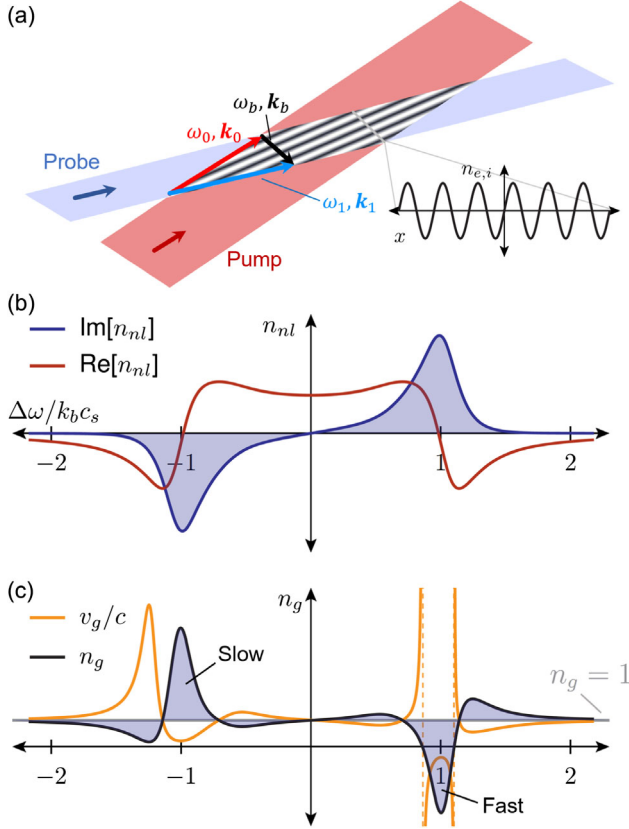 (a)
ω_b, k_b
ω_0, k_0
Probe
n_{e,i}
ω_1, k_1
x
Pump
(b)
Im[n_{nl}]
n_{nl}
Re[n_{nl}]
Δω/k_b c_s
−2 −1 1 2
(c)
v_g/c
n_g
n_g
Slow
n_g = 1
−2 −1 1 2
Fast